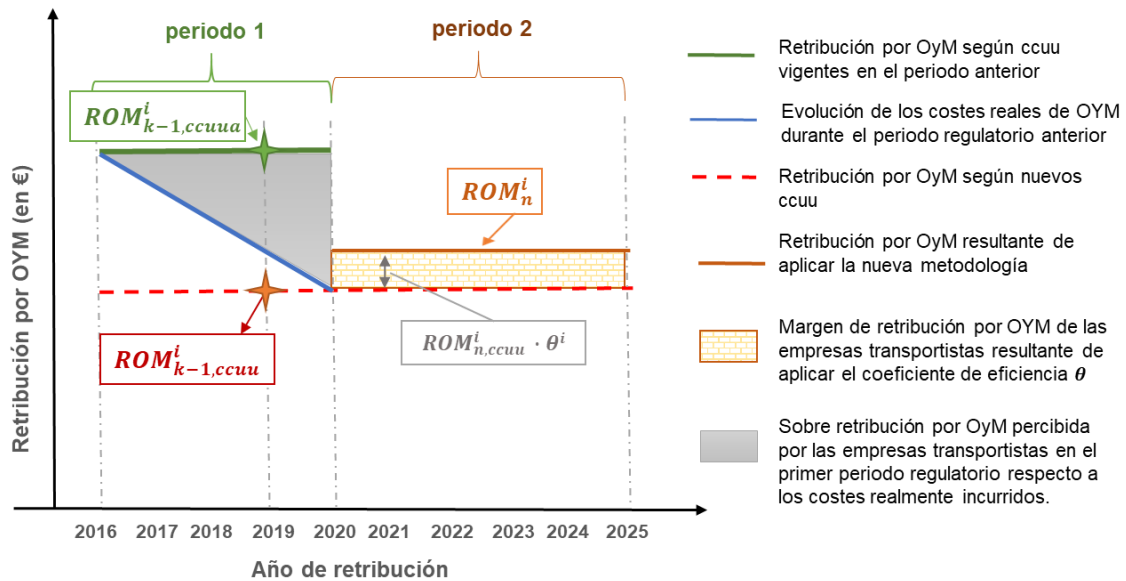 periodo 1
periodo 2
ROM^i_{k−1,ccuua}
ROM^i_n
ROM^i_{k−1,ccuu}
ROM^i_{n,ccuu} · θ^i
Retribución por OYM (en €)
2016 2017 2018 2019 2020 2021 2022 2023 2024 2025
Año de retribución
Retribución por OyM según ccuu
vigentes en el periodo anterior
Evolución de los costes reales de OYM
durante el periodo regulatorio anterior
Retribución por OyM según nuevos
ccuu
Retribución por OyM resultante de
aplicar la nueva metodología
Margen de retribución por OYM de las
empresas transportistas resultante de
aplicar el coeficiente de eficiencia θ
Sobre retribución por OyM percibida
por las empresas transportistas en el
primer periodo regulatorio respecto a
los costes realmente incurridos.